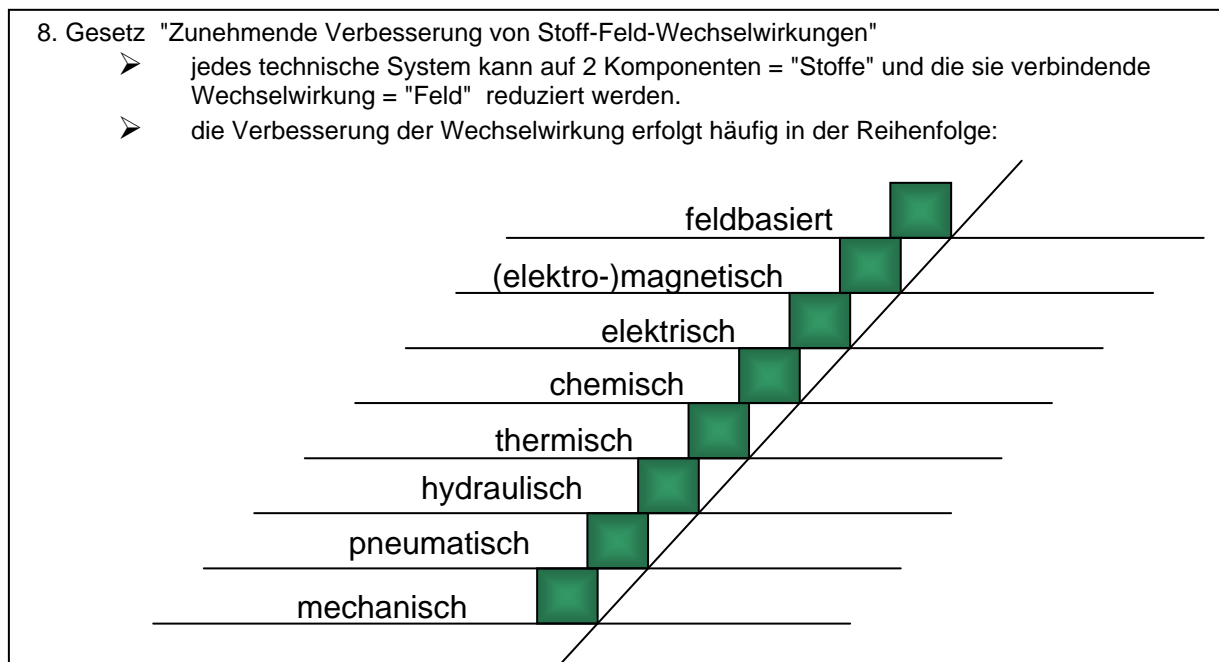 8. Gesetz "Zunehmende Verbesserung von Stoff-Feld-Wechselwirkungen"
➢ jedes technische System kann auf 2 Komponenten = "Stoffe" und die sie verbindende
Wechselwirkung = "Feld" reduziert werden.
➢ die Verbesserung der Wechselwirkung erfolgt häufig in der Reihenfolge:
feldbasiert
(elektro-)magnetisch
elektrisch
chemisch
thermisch
hydraulisch
pneumatisch
mechanisch